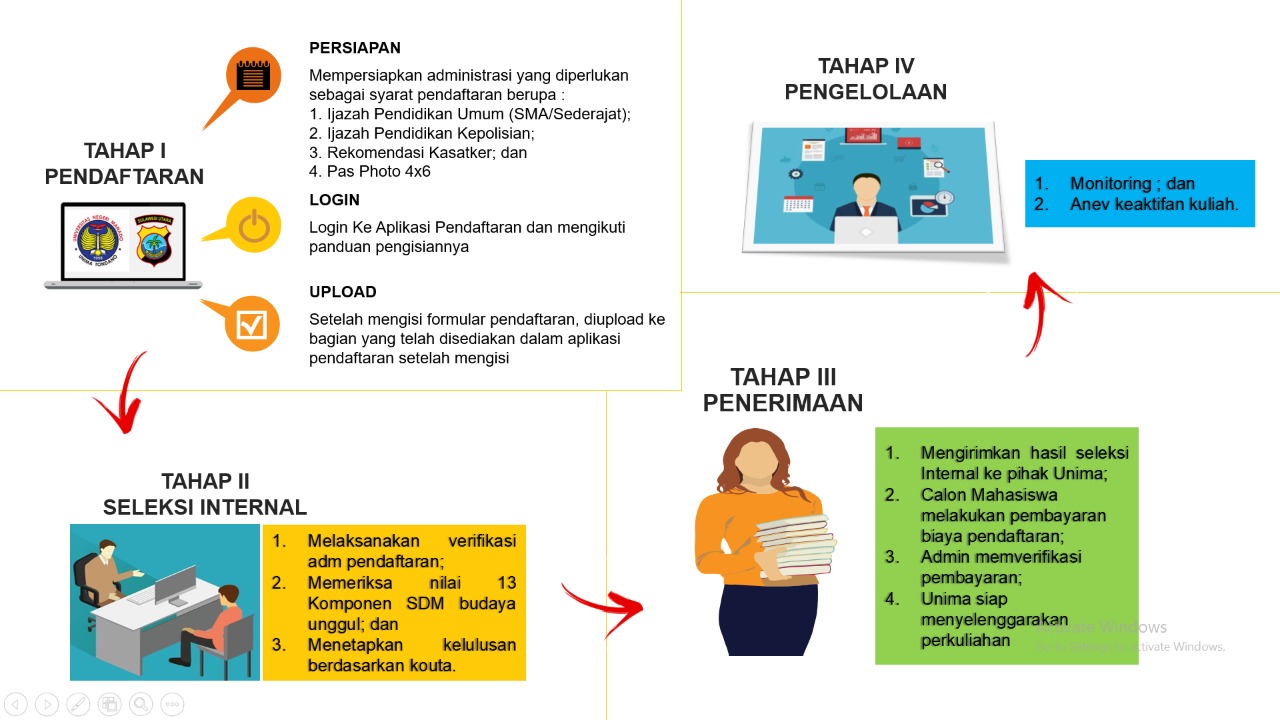 TAHAP I
PENDAFTARAN
UNIVERSITAS NEGERI MANADO
1955
UNIMA TONDANO
SULAWESI UTARA
PERSIAPAN
Mempersiapkan administrasi yang diperlukan
sebagai syarat pendaftaran berupa :
1. Ijazah Pendidikan Umum (SMA/Sederajat);
2. Ijazah Pendidikan Kepolisian;
3. Rekomendasi Kasatker; dan
4. Pas Photo 4x6
LOGIN
Login Ke Aplikasi Pendaftaran dan mengikuti
panduan pengisiannya
UPLOAD
Setelah mengisi formular pendaftaran, diupload ke
bagian yang telah disediakan dalam aplikasi
pendaftaran setelah mengisi
TAHAP II
SELEKSI INTERNAL
1. Melaksanakan verifikasi
adm pendaftaran;
2. Memeriksa nilai 13
Komponen SDM budaya
unggul; dan
3. Menetapkan kelulusan
berdasarkan kouta.
TAHAP III
PENERIMAAN
1. Mengirimkan hasil seleksi
Internal ke pihak Unima;
2. Calon Mahasiswa
melakukan pembayaran
biaya pendaftaran;
3. Admin memverifikasi
pembayaran;
4. Unima siap
menyelenggarakan
perkuliahan
TAHAP IV
PENGELOLAAN
1. Monitoring ; dan
2. Anev keaktifan kuliah.
Activate Windows
Go to Settings to activate Windows.